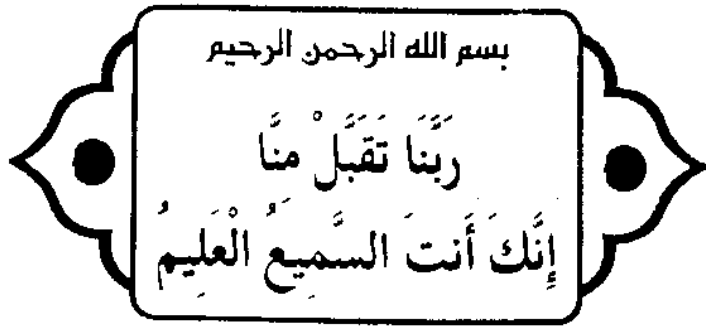 بسم الله الرحمن الرحيم
رَبَّنَا تَقَبَّلْ مِنَّا
إِنَّكَ أَنتَ السَّمِيعُ الْعَلِيمُ